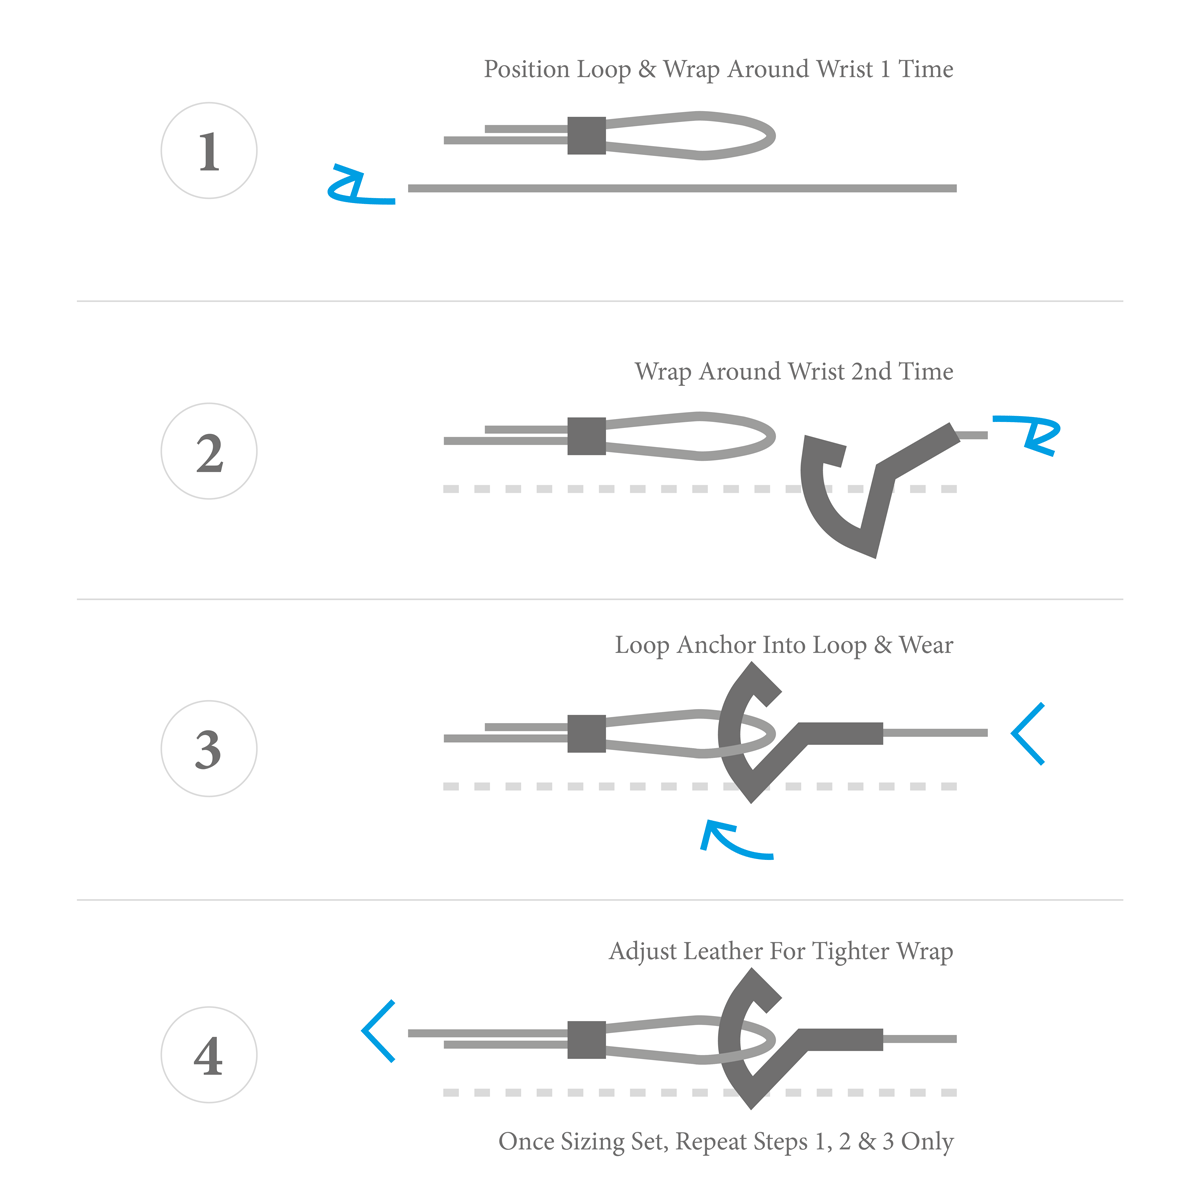 Position Loop & Wrap Around Wrist 1 Time
1
Wrap Around Wrist 2nd Time
2
Loop Anchor Into Loop & Wear
3
Adjust Leather For Tighter Wrap
4
Once Sizing Set, Repeat Steps 1, 2 & 3 Only